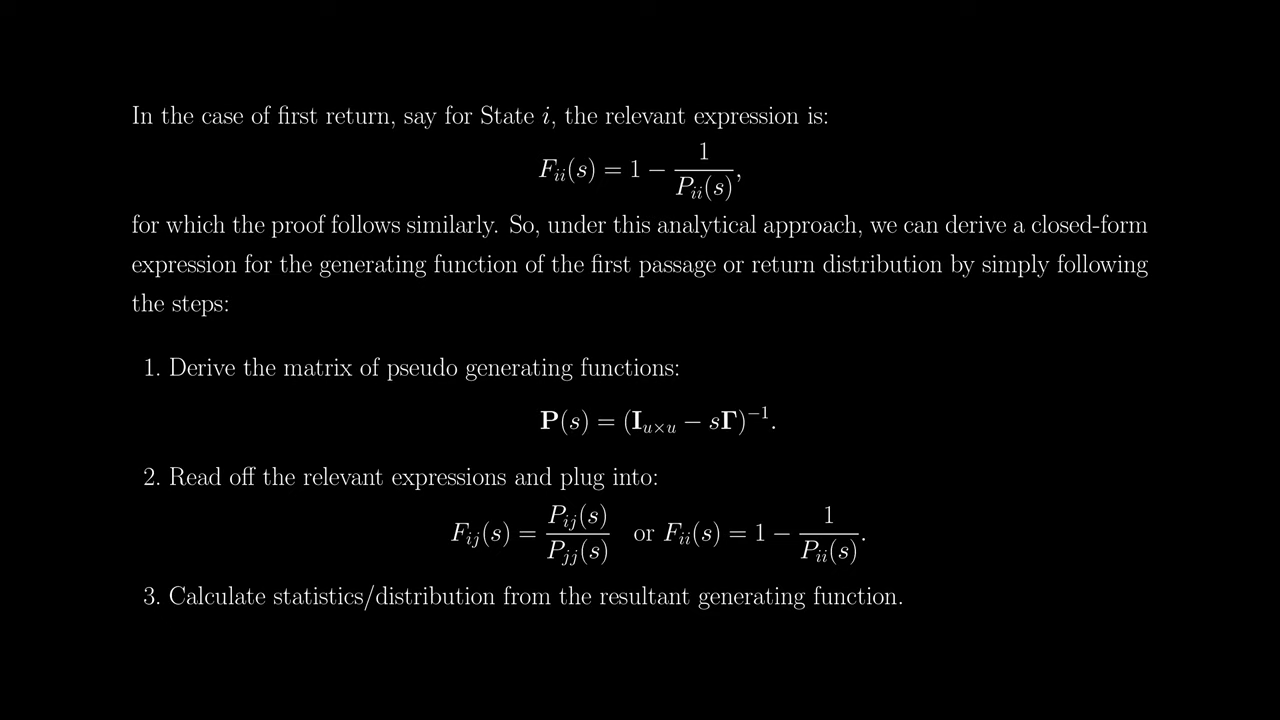 In the case of first return, say for State i, the relevant expression is:
F_{ii}(s) = 1 − \frac{1}{P_{ii}(s)},
for which the proof follows similarly. So, under this analytical approach, we can derive a closed-form
expression for the generating function of the first passage or return distribution by simply following
the steps:
1. Derive the matrix of pseudo generating functions:
𝐏(s) = (𝐈_{u×u} − s𝚪)^{−1}.
2. Read off the relevant expressions and plug into:
F_{ij}(s) = \frac{P_{ij}(s)}{P_{jj}(s)} or F_{ii}(s) = 1 − \frac{1}{P_{ii}(s)}.
3. Calculate statistics/distribution from the resultant generating function.